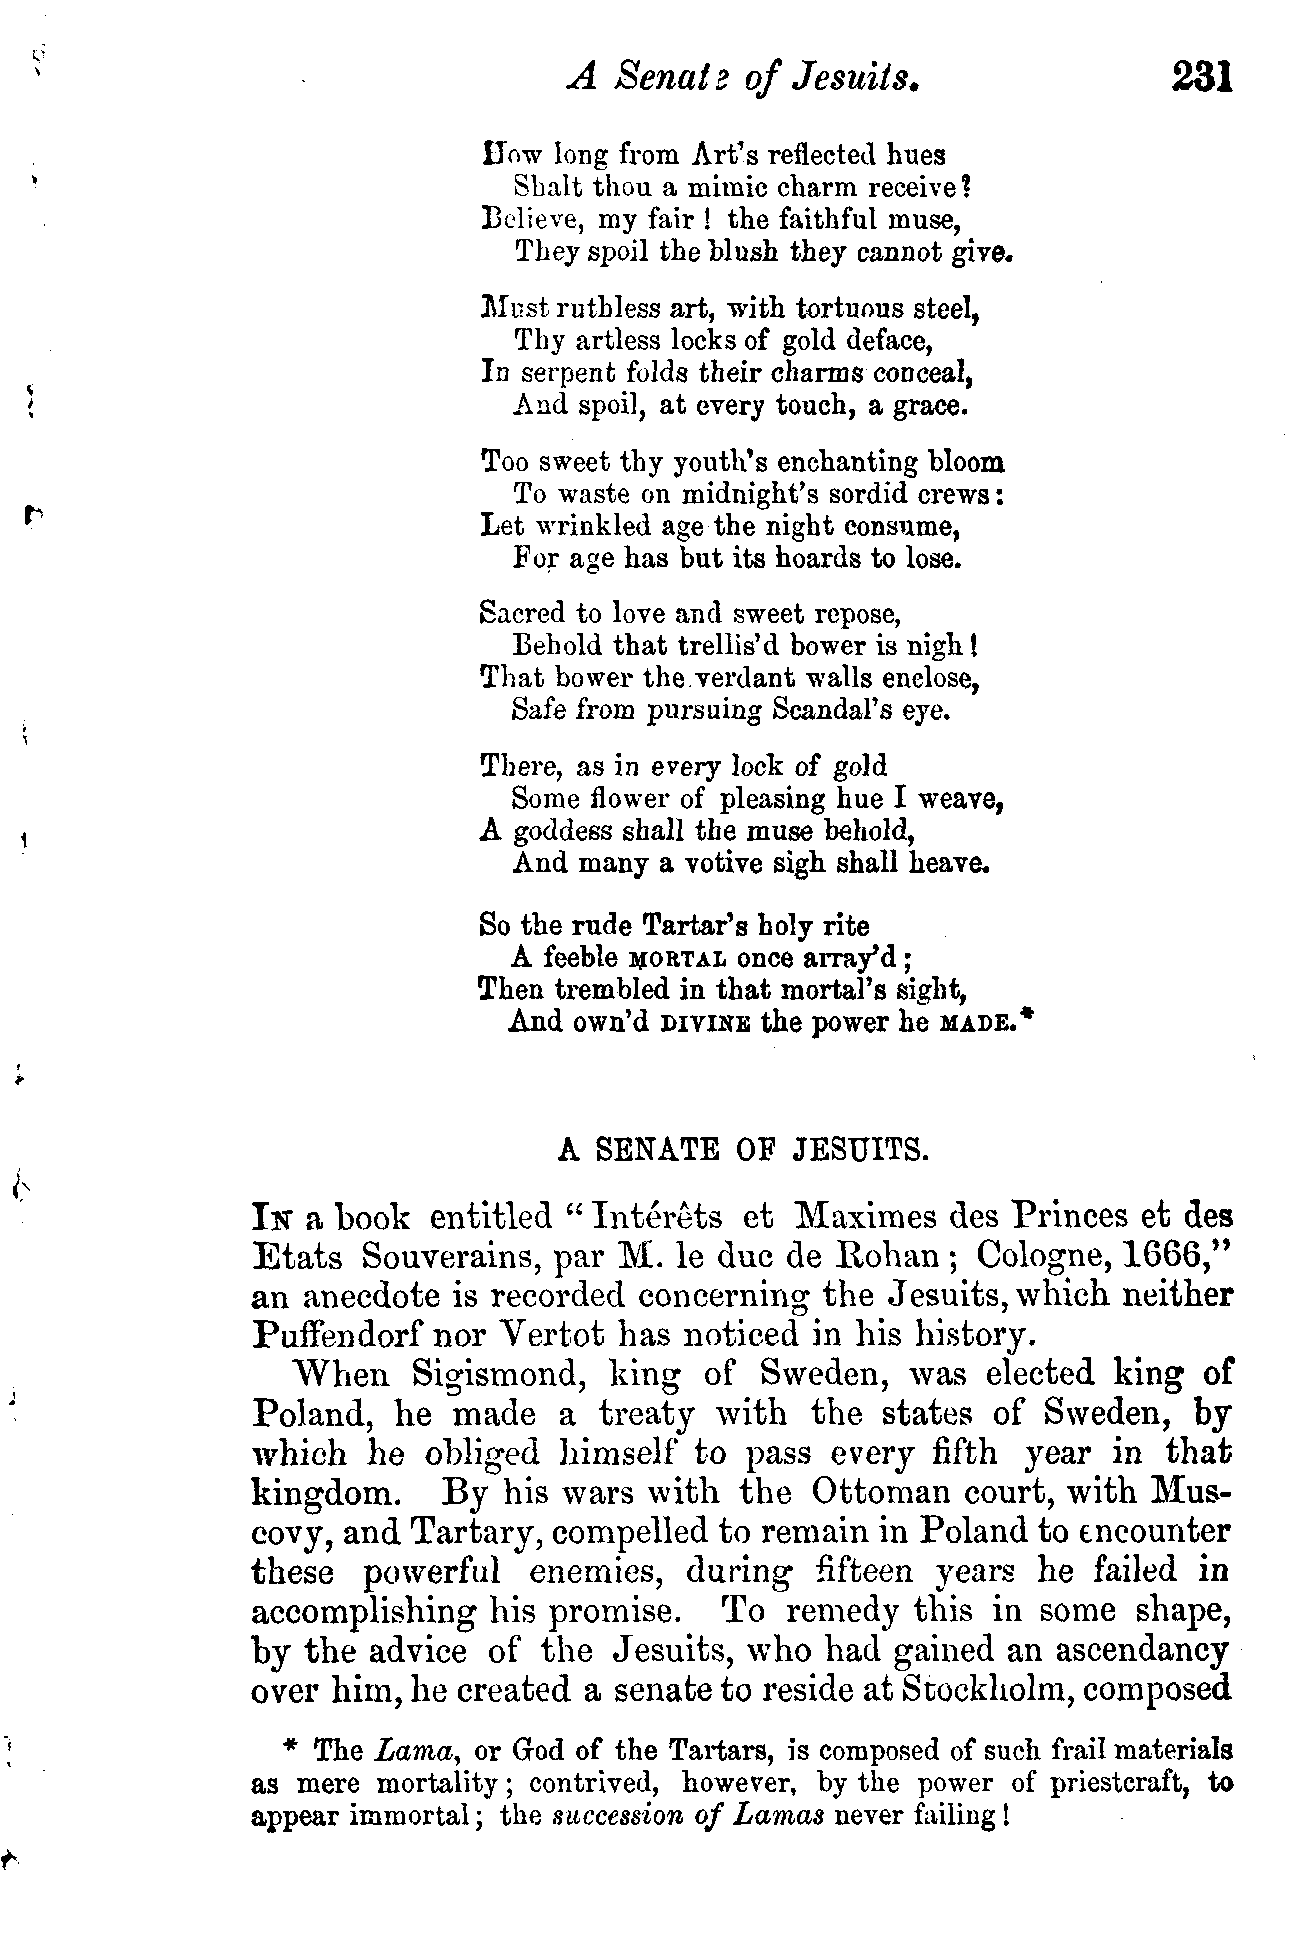 A Senate of Jesuits. 231
How long from Art's reflected hues
Shalt thou a mimic charm receive?
Believe, my fair! the faithful muse,
They spoil the blush they cannot give.
Must ruthless art, with tortuous steel,
Thy artless locks of gold deface,
In serpent folds their charms conceal,
And spoil, at every touch, a grace.
Too sweet thy youth's enchanting bloom
To waste on midnight's sordid crews:
Let wrinkled age the night consume,
For age has but its hoards to lose.
Sacred to love and sweet repose,
Behold that trellis'd bower is nigh!
That bower the verdant walls enclose,
Safe from pursuing Scandal's eye.
There, as in every lock of gold
Some flower of pleasing hue I weave,
A goddess shall the muse behold,
And many a votive sigh shall heave.
So the rude Tartar's holy rite
A feeble MORTAL once array'd;
Then trembled in that mortal's sight,
And own'd DIVINE the power he MADE.*
A SENATE OF JESUITS.
IN a book entitled "Intérêts et Maximes des Princes et des
Etats Souverains, par M. le duc de Rohan; Cologne, 1666,"
an anecdote is recorded concerning the Jesuits, which neither
Puffendorf nor Vertot has noticed in his history.
When Sigismond, king of Sweden, was elected king of
Poland, he made a treaty with the states of Sweden, by
which he obliged himself to pass every fifth year in that
kingdom. By his wars with the Ottoman court, with Mus-
covy, and Tartary, compelled to remain in Poland to encounter
these powerful enemies, during fifteen years he failed in
accomplishing his promise. To remedy this in some shape,
by the advice of the Jesuits, who had gained an ascendancy
over him, he created a senate to reside at Stockholm, composed
* The Lama, or God of the Tartars, is composed of such frail materials
as mere mortality; contrived, however, by the power of priestcraft, to
appear immortal; the succession of Lamas never failing!